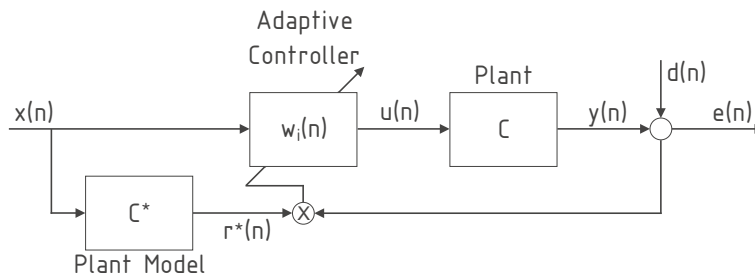 Adaptive
Controller
Plant
d(n)
x(n)
wi(n)
u(n)
C
y(n)
e(n)
C*
r*(n)
X
Plant Model